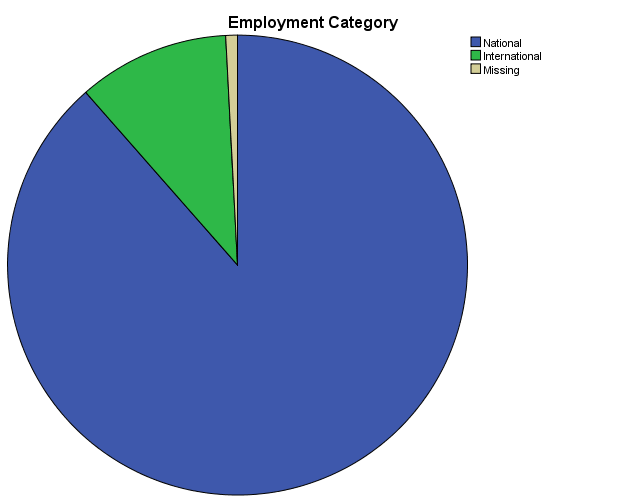 Employment Category
National
International
Missing